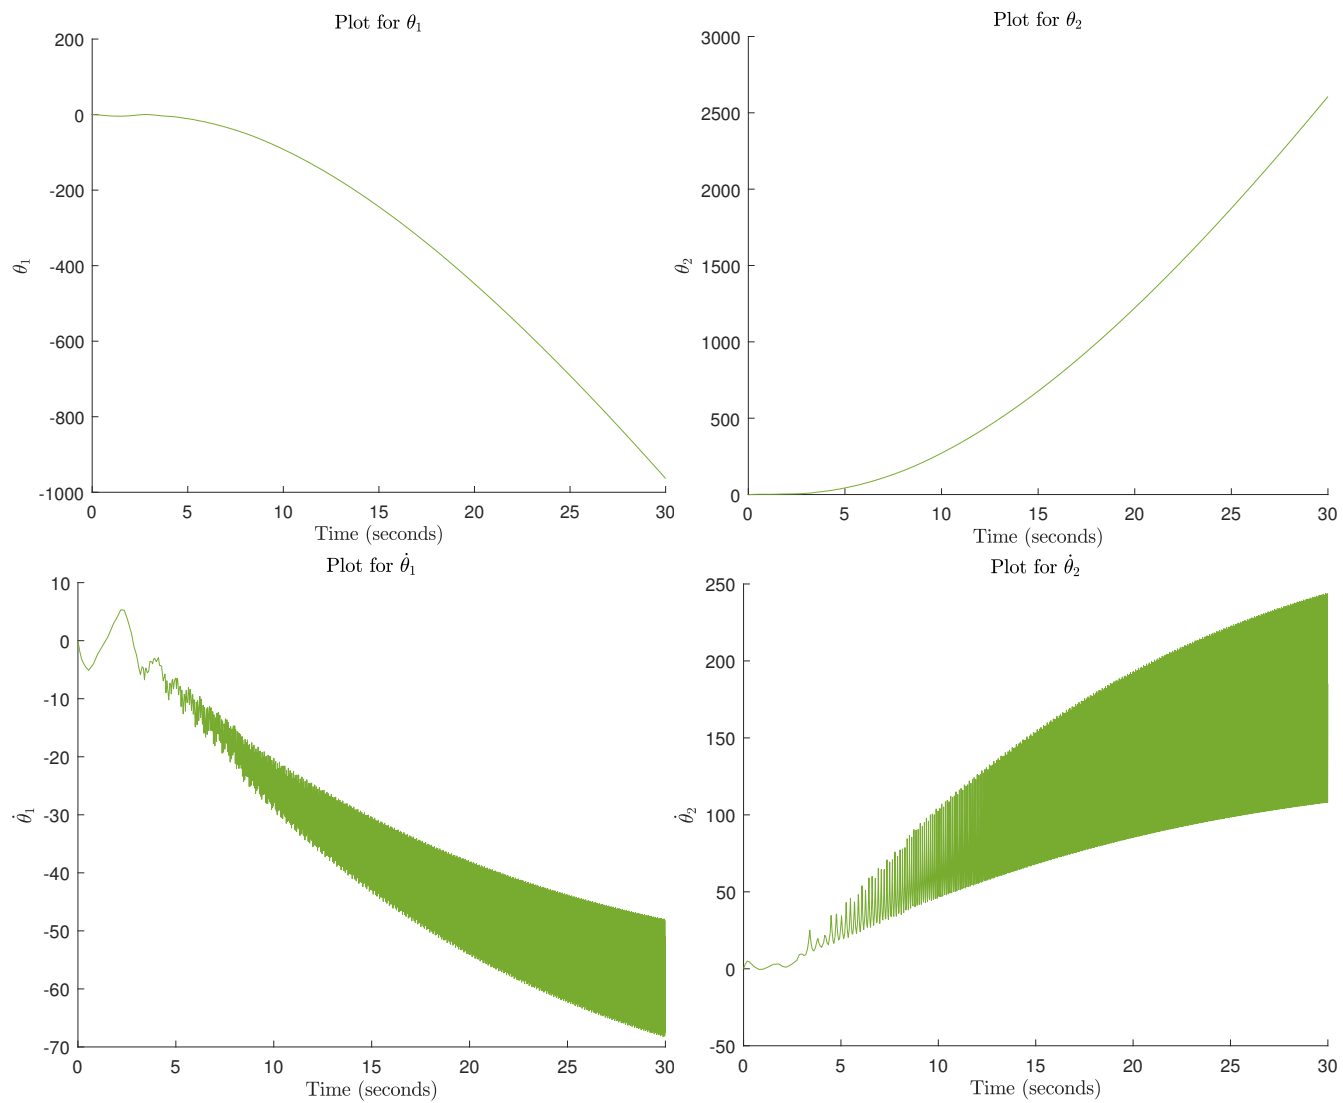 Plot for θ₁
200
0
-200
-400
-600
-800
-1000
θ₁
0 5 10 15 20 25 30
Time (seconds)
Plot for θ₂
3000
2500
2000
1500
1000
500
0
θ₂
0 5 10 15 20 25 30
Time (seconds)
Plot for θ̇₁
10
0
-10
-20
-30
-40
-50
-60
-70
θ̇₁
0 5 10 15 20 25 30
Time (seconds)
Plot for θ̇₂
250
200
150
100
50
0
-50
θ̇₂
0 5 10 15 20 25 30
Time (seconds)